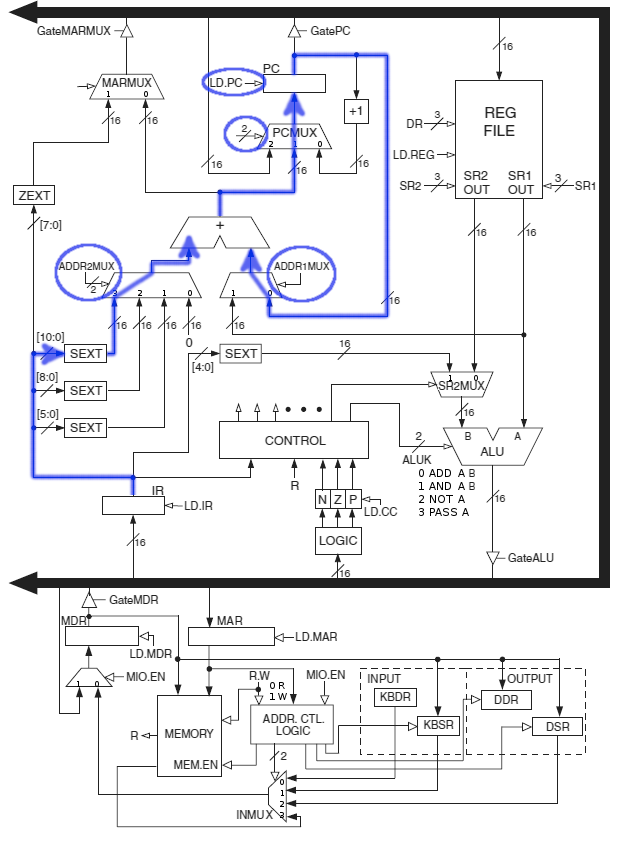 GateMARMUX
GatePC
16
PC
LD.PC
MARMUX
1 0
+1
REG
FILE
2
PCMUX
2 1 0
DR 3
16 16
LD.REG
16 16
SR2 3
SR2 SR1
OUT OUT
3 SR1
ZEXT
[7:0]
+
16 16
ADDR2MUX
2
ADDR1MUX
3 2 1 0
1 0
16
16 16 16 16
16
[10:0]
0
SEXT
SEXT
16
[4:0]
[8:0]
SEXT
1 0
SR2MUX
[5:0]
SEXT
16
CONTROL
B A
ALU
2
ALUK
0 ADD A B
1 AND A B
2 NOT A
3 PASS A
R
IR
LD.IR
N Z P
LD.CC
16
16
LOGIC
16
GateALU
GateMDR
MDR
MAR
LD.MAR
LD.MDR
MIO.EN
1 0
R.W
0 R
1 W
MIO.EN
INPUT
OUTPUT
KBDR
DDR
R
MEMORY
ADDR. CTL.
LOGIC
KBSR
DSR
MEM.EN
2
0
1
2
3
INMUX